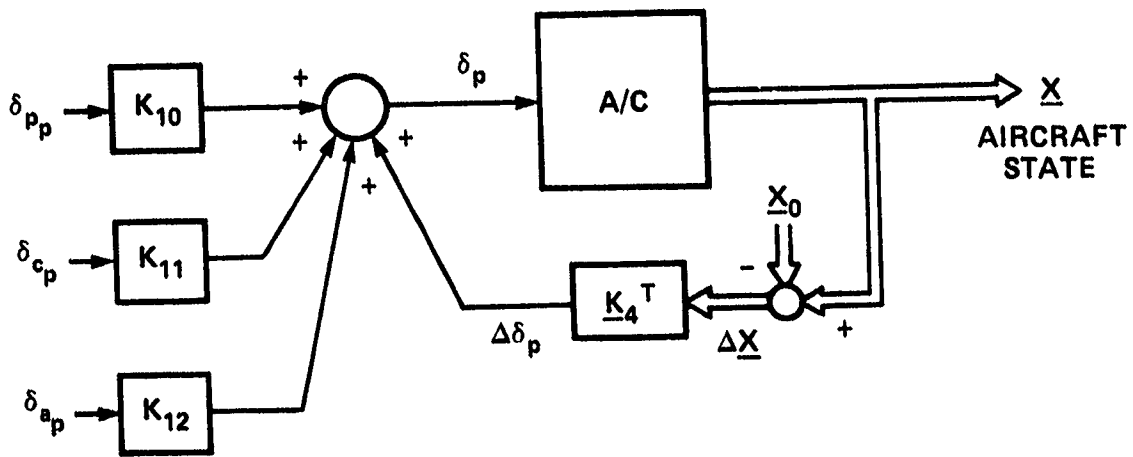 δpp
K10
+
+
+
+
δp
A/C
X
AIRCRAFT
STATE
δcp
K11
X0
-
+
K4T
Δδp
ΔX
δap
K12